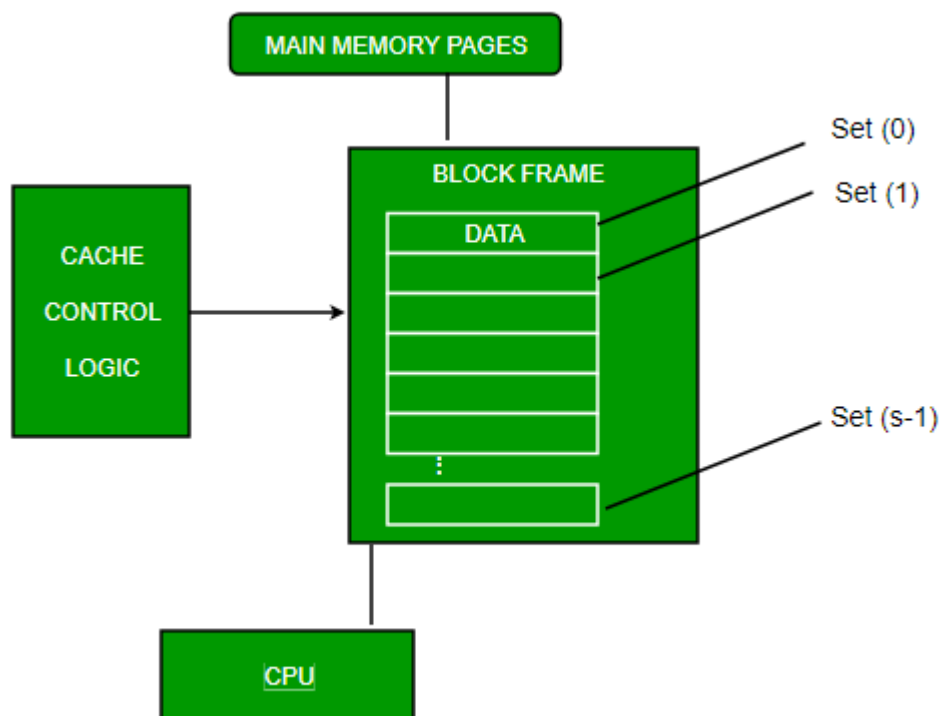 MAIN MEMORY PAGES
Set (0)
BLOCK FRAME
Set (1)
DATA
CACHE
CONTROL
LOGIC
Set (s-1)
CPU